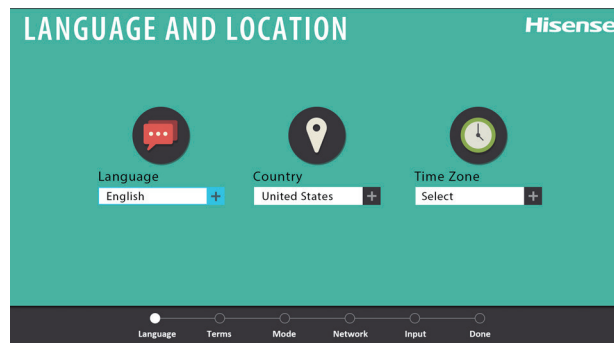 LANGUAGE AND LOCATION
Hisense
Language
Country
Time Zone
English +
United States +
Select +
Language Terms Mode Network Input Done